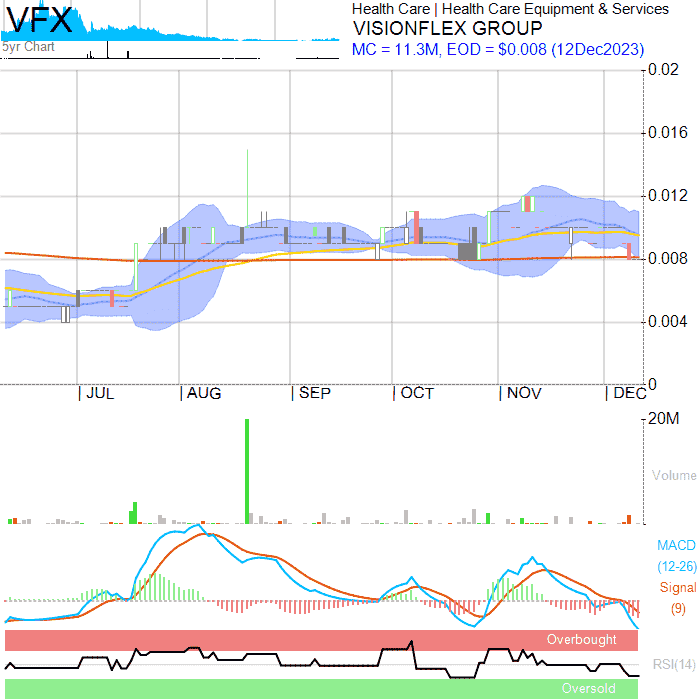 VFX
5yr Chart
Health Care | Health Care Equipment & Services
VISIONFLEX GROUP
MC = 11.3M, EOD = $0.008 (12Dec2023)
0.02
0.016
0.012
0.008
0.004
0
JUL
AUG
SEP
OCT
NOV
DEC
20M
Volume
MACD
(12-26)
Signal
(9)
Overbought
RSI(14)
Oversold